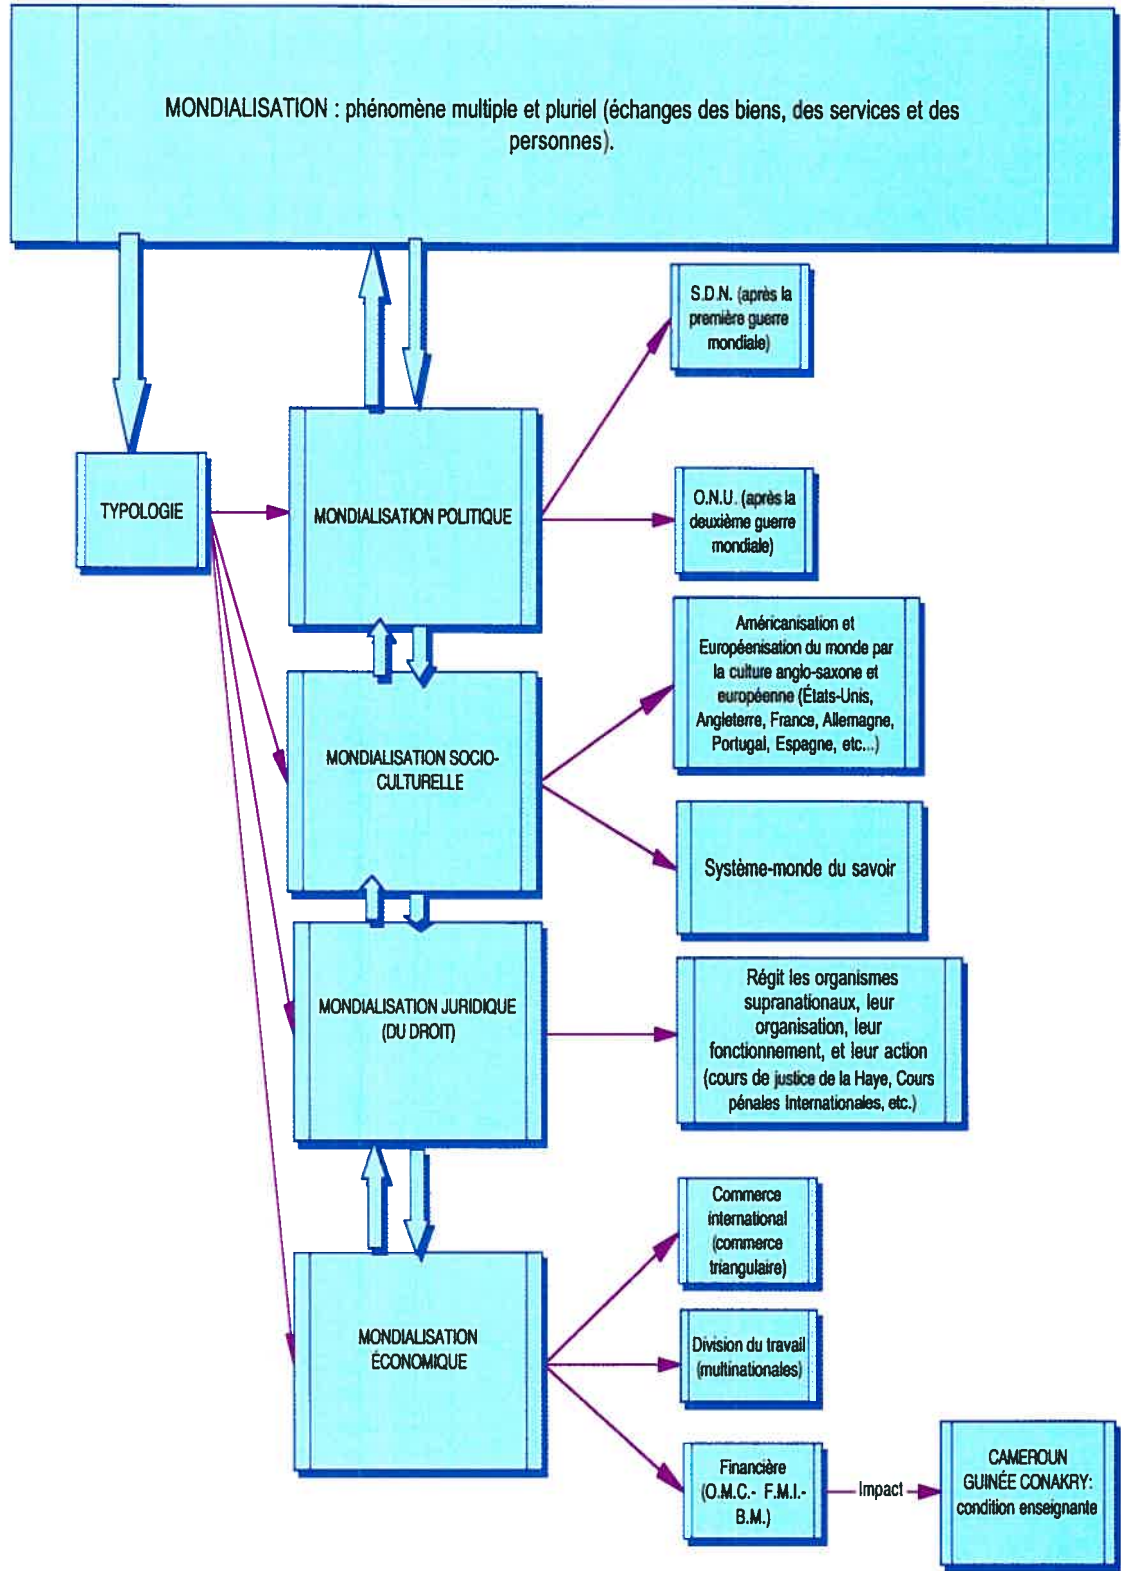 MONDIALISATION : phénomène multiple et pluriel (échanges des biens, des services et des
personnes).
TYPOLOGIE
MONDIALISATION POLITIQUE
S.D.N. (après la
première guerre
mondiale)
O.N.U. (après la
deuxième guerre
mondiale)
MONDIALISATION SOCIO-
CULTURELLE
Américanisation et
Européenisation du monde par
la culture anglo-saxone et
européenne (États-Unis,
Angleterre, France, Allemagne,
Portugal, Espagne, etc...)
Système-monde du savoir
MONDIALISATION JURIDIQUE
(DU DROIT)
Régit les organismes
supranationaux, leur
organisation, leur
fonctionnement, et leur action
(cours de justice de la Haye, Cours
pénales Internationales, etc.)
MONDIALISATION
ÉCONOMIQUE
Commerce
international
(commerce
triangulaire)
Division du travail
(multinationales)
Financière
(O.M.C.- F.M.I.-
B.M.)
Impact
CAMEROUN
GUINÉE CONAKRY:
condition enseignante